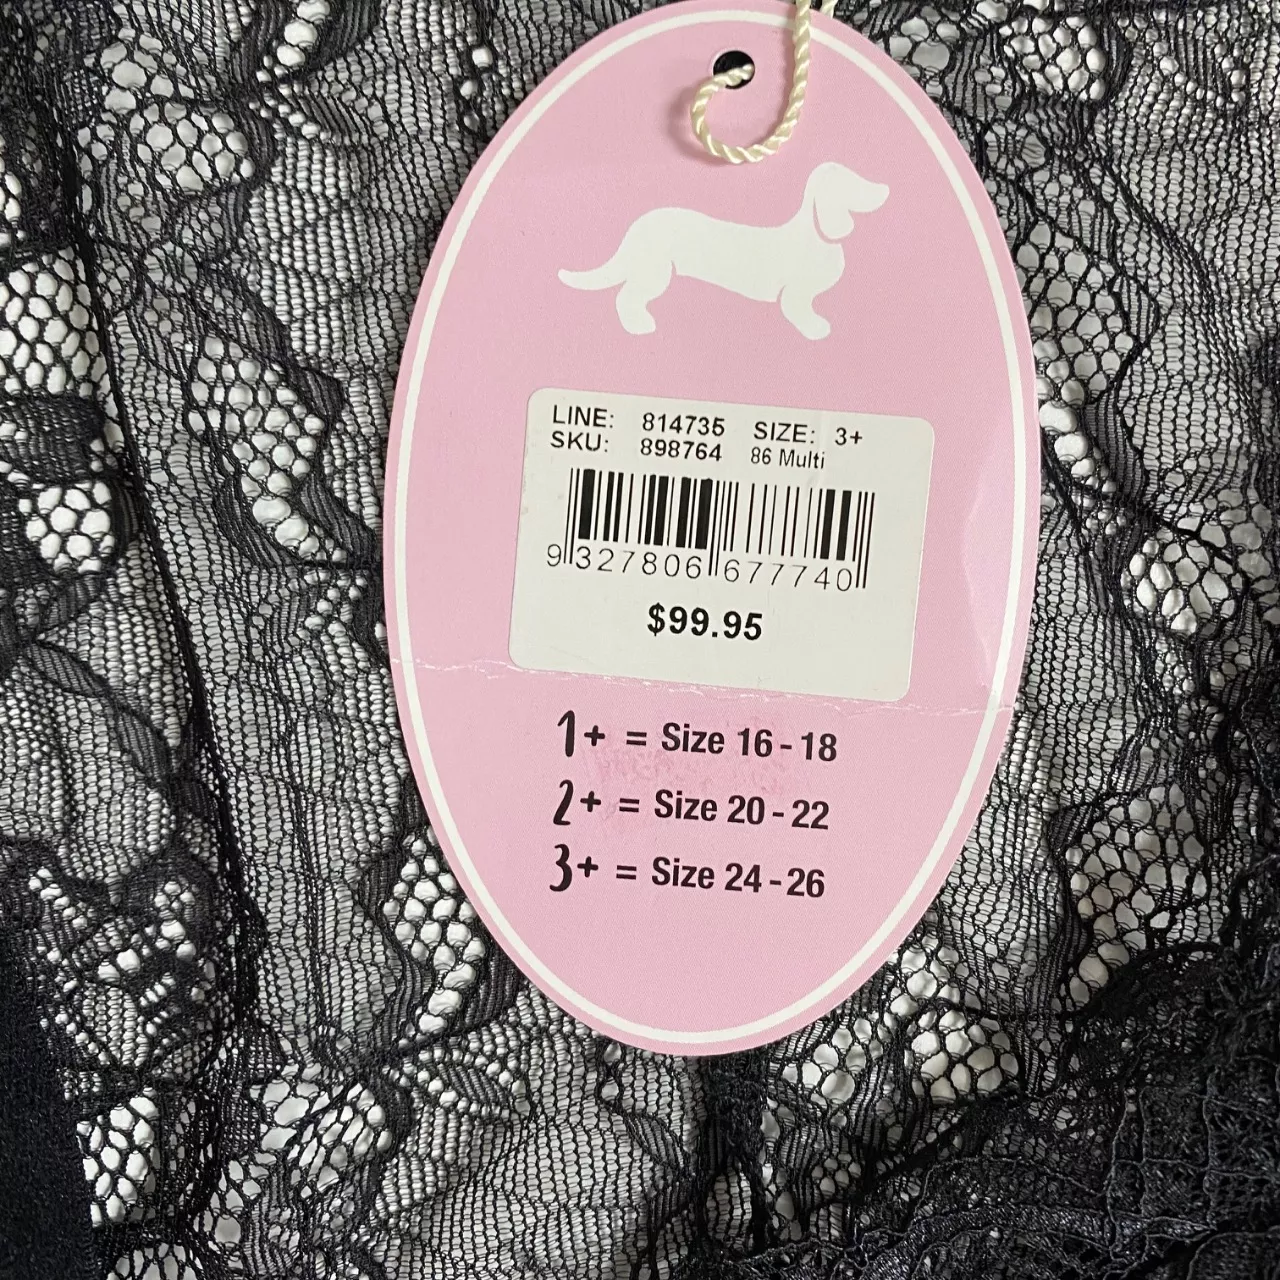 LINE: 814735 SIZE: 3+
SKU: 898764 86 Multi
9 327806 677740
$99.95
1+ = Size 16 - 18
2+ = Size 20 - 22
3+ = Size 24 - 26